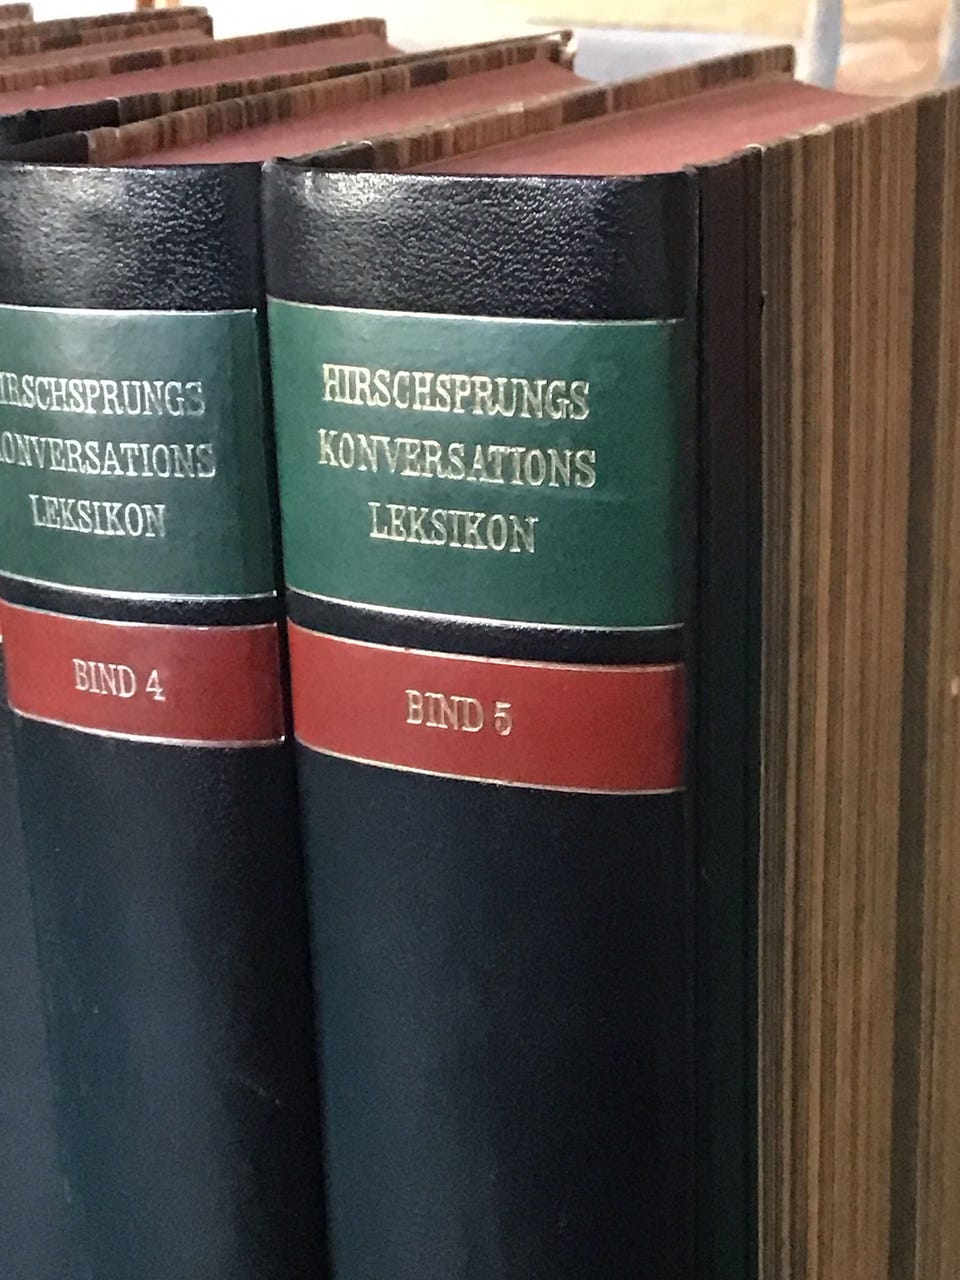 HIRSCHSPRUNGS
KONVERSATIONS
LEKSIKON
BIND 4
HIRSCHSPRUNGS
KONVERSATIONS
LEKSIKON
BIND 5